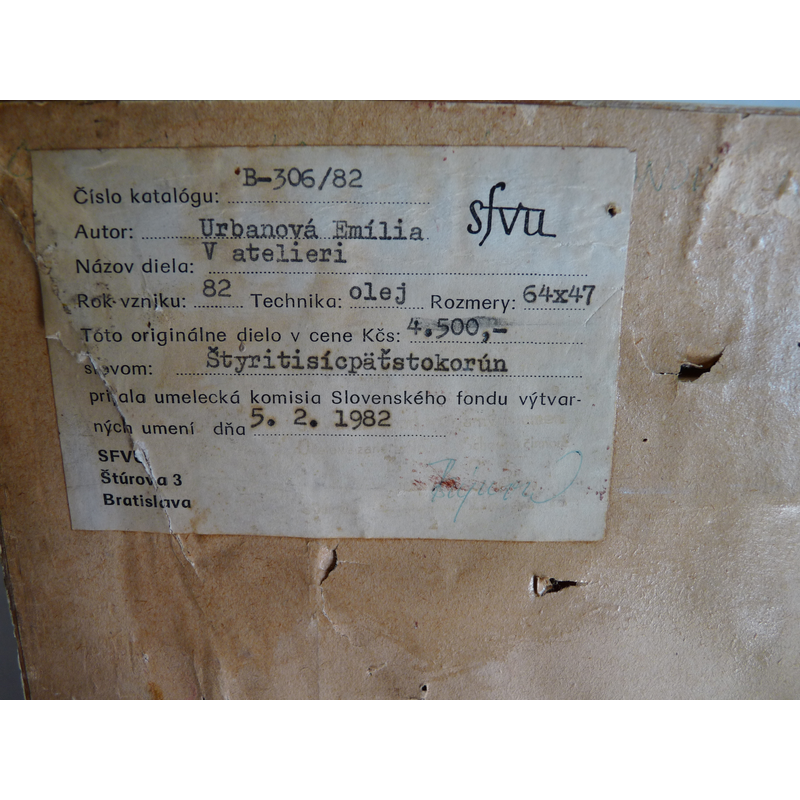 Číslo katalógu: B-306/82
sfvu
Autor: Urbanová Emília
Názov diela: V atelieri
Rok vzniku: 82 Technika: olej Rozmery: 64x47
Toto originálne dielo v cene Kčs: 4.500,-
slovom: Štyritisícpäťstokorún
prijala umelecká komisia Slovenského fondu výtvar-
ných umení dňa 5. 2. 1982
SFVU
Štúrova 3
Bratislava